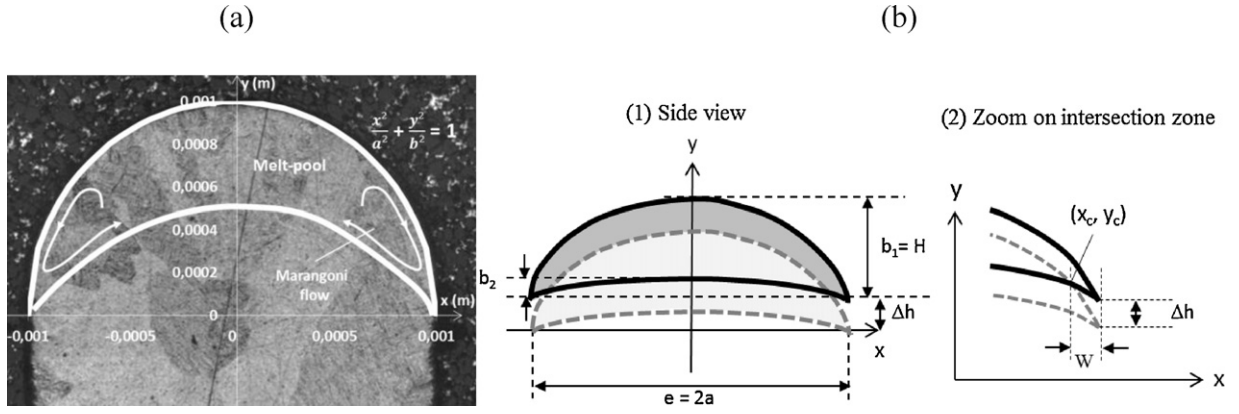 (a)
(b)
y (m)
0,001
x²/a² + y²/b² = 1
0,0008
Melt-pool
0,0006
0,0004
Marangoni
flow
0,0002
x (m)
0
-0,001
-0,0005
0
0,0005
0,001
(1) Side view
y
b₁= H
b₂
Δh
x
e = 2a
(2) Zoom on intersection zone
y
(x_c, y_c)
Δh
W
x